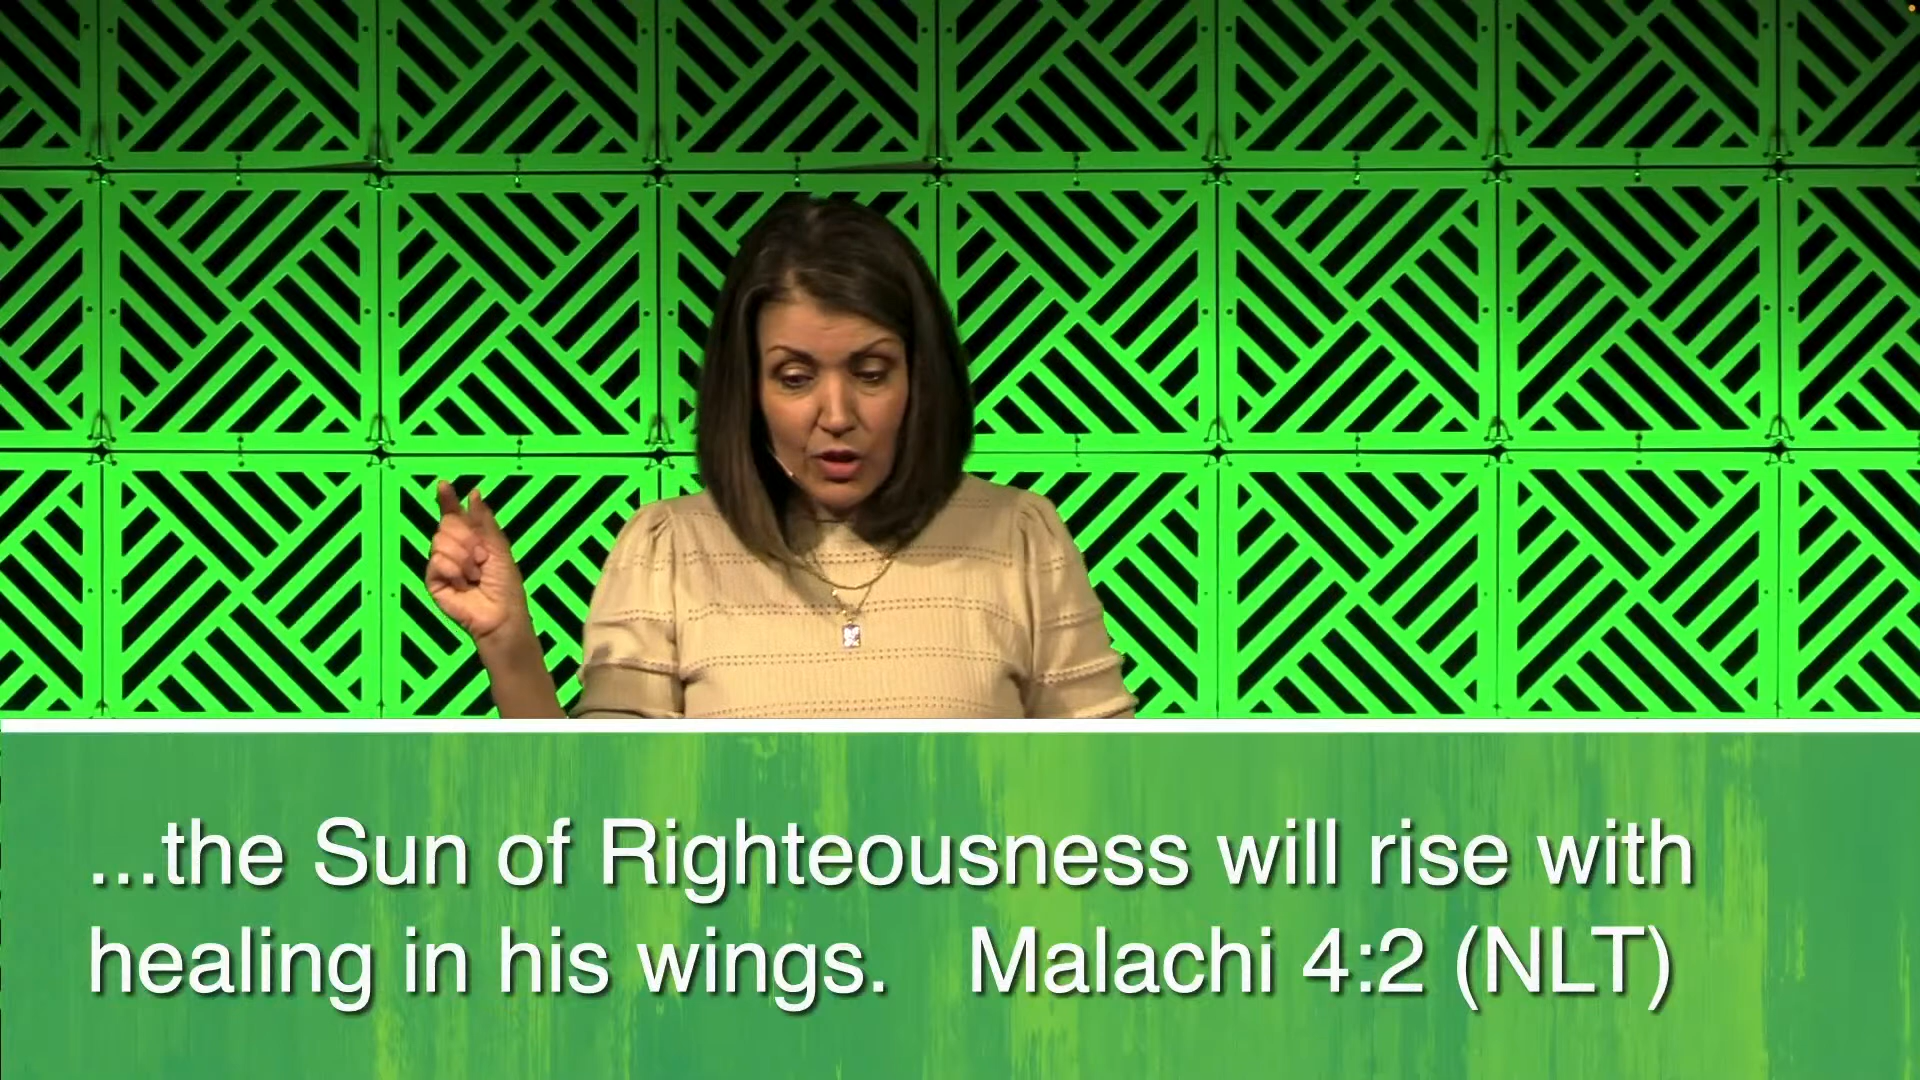 ...the Sun of Righteousness will rise with
healing in his wings. Malachi 4:2 (NLT)